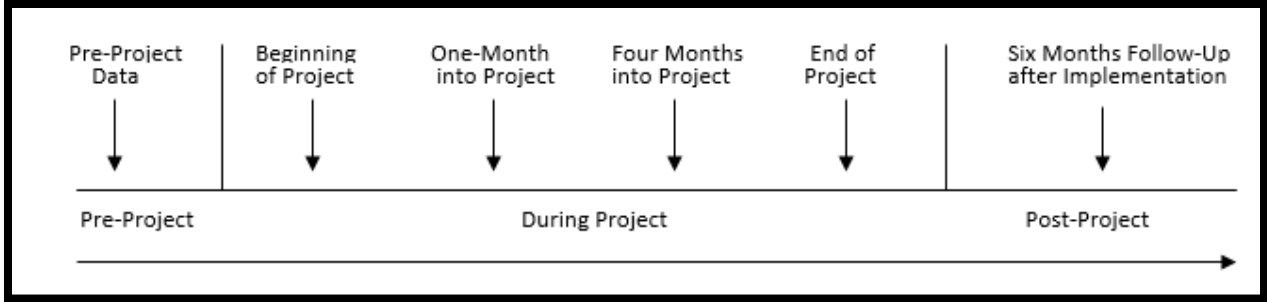 Pre-Project
Data
Beginning
of Project
One-Month
into Project
Four Months
into Project
End of
Project
Six Months Follow-Up
after Implementation
Pre-Project
During Project
Post-Project